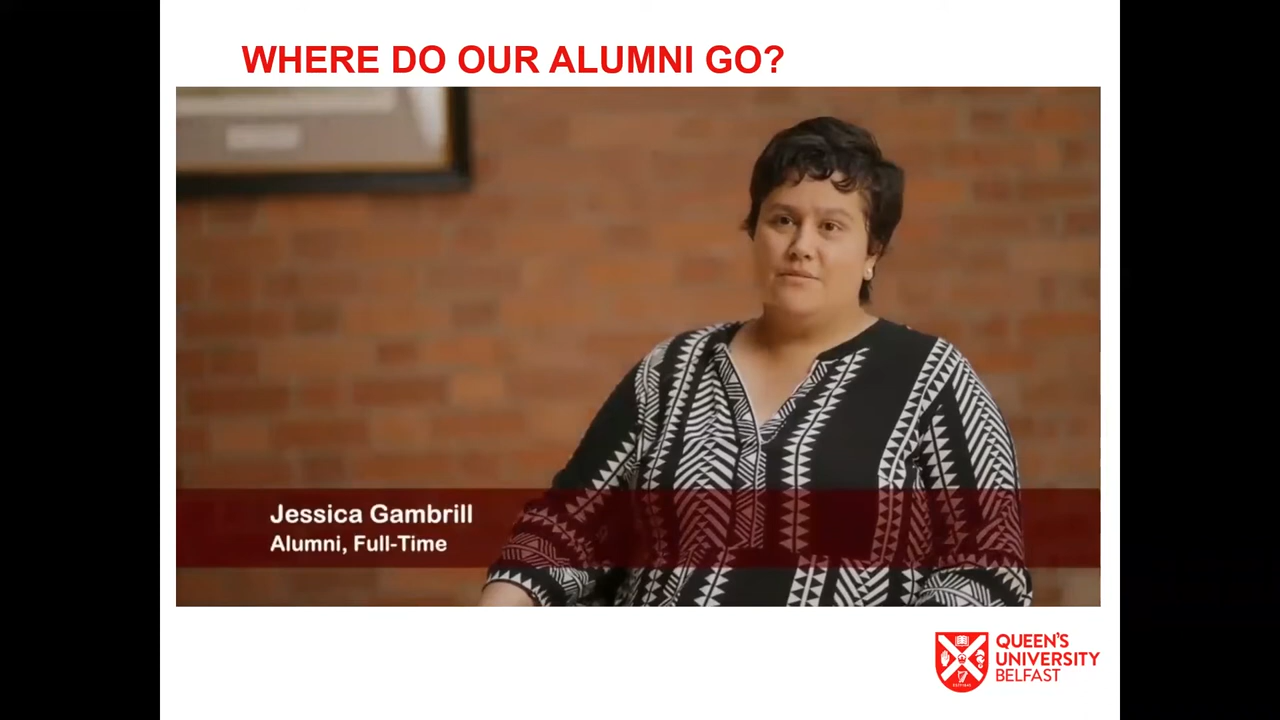 WHERE DO OUR ALUMNI GO?
Jessica Gambrill
Alumni, Full-Time
QUEEN'S
UNIVERSITY
BELFAST